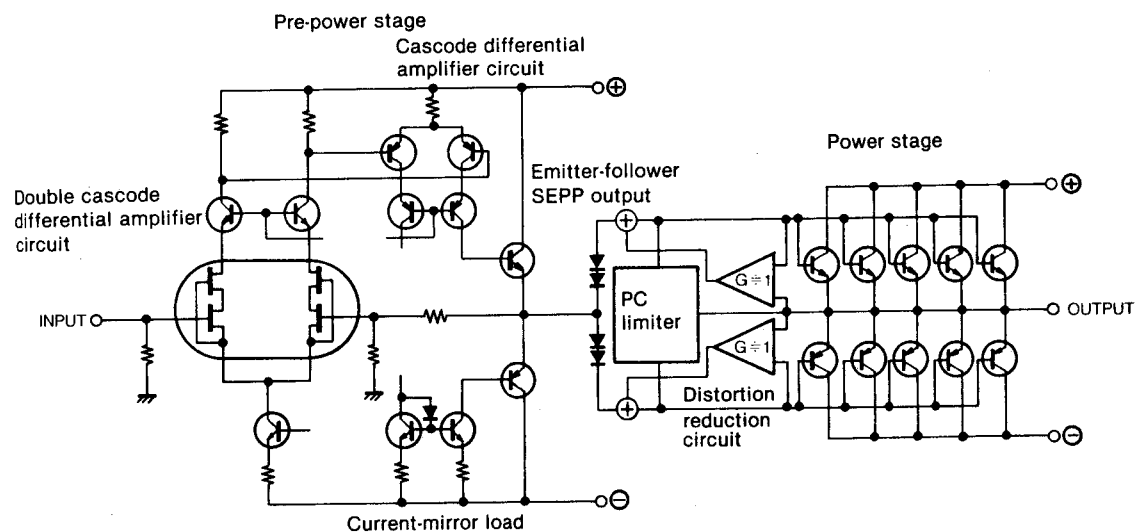 Pre-power stage
Cascode differential
amplifier circuit
⊕
Power stage
Emitter-follower
SEPP output
⊕
Double cascode
differential amplifier
circuit
+
G≒1
PC
limiter
INPUT
OUTPUT
G≒1
+
Distortion
reduction
circuit
⊖
⊖
Current-mirror load